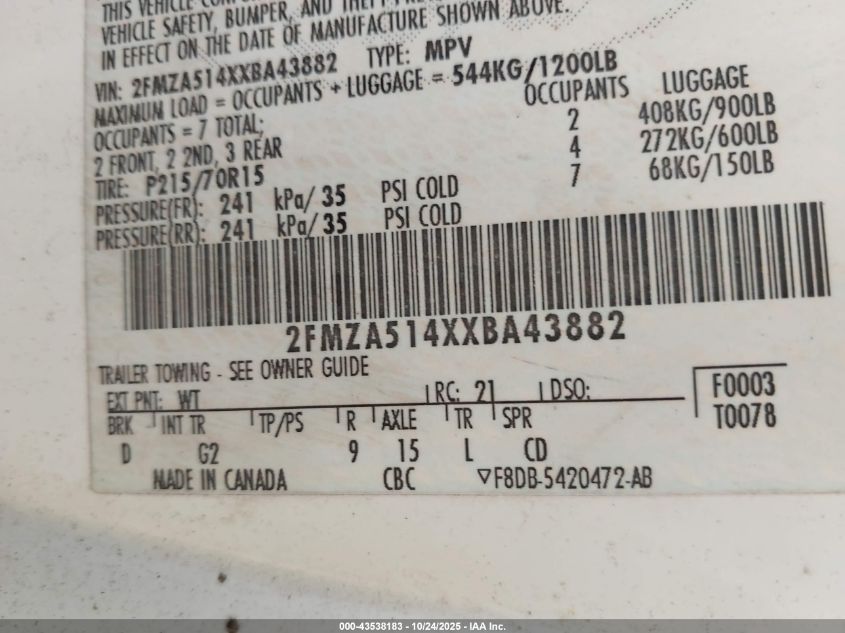 THIS VEHICLE
VEHICLE SAFETY, BUMPER, AND THEFT
IN EFFECT ON THE DATE OF MANUFACTURE SHOWN ABOVE.
VIN: 2FMZA514XXBA43882 TYPE: MPV
MAXIMUM LOAD = OCCUPANTS + LUGGAGE = 544KG/1200LB
OCCUPANTS = 7 TOTAL; OCCUPANTS LUGGAGE
2 FRONT, 2 2ND, 3 REAR 2 408KG/900LB
TIRE: P215/70R15 4 272KG/600LB
PRESSURE(FR): 241 kPa/ 35 PSI COLD 7 68KG/150LB
PRESSURE(RR): 241 kPa/ 35 PSI COLD
2FMZA514XXBA43882
TRAILER TOWING - SEE OWNER GUIDE
EXT PNT: WT RC: 21 DSO: F0003
BRK INT TR TP/PS R AXLE TR SPR T0078
D G2 9 15 L CD
MADE IN CANADA CBC ▽F8DB-5420472-AB
000-43538183 - 10/24/2025 - IAA Inc.